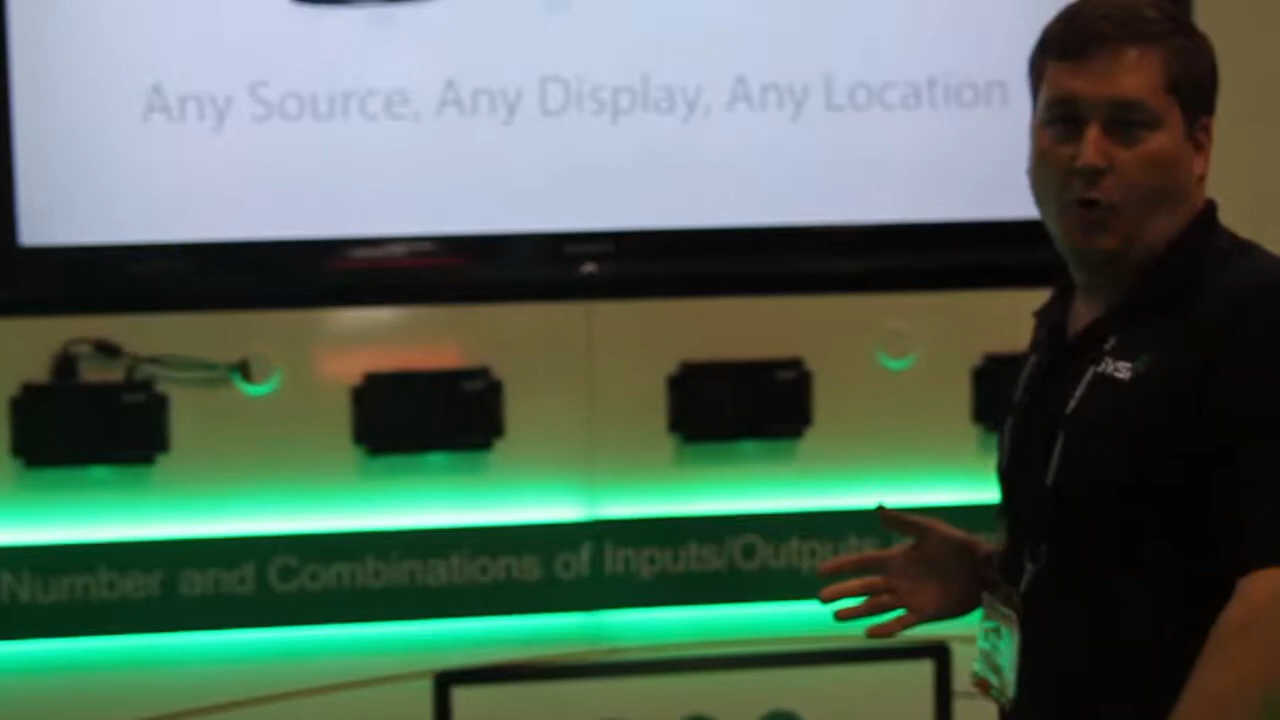 Any Source, Any Display, Any Location
Number and Combinations of Inputs/Outputs